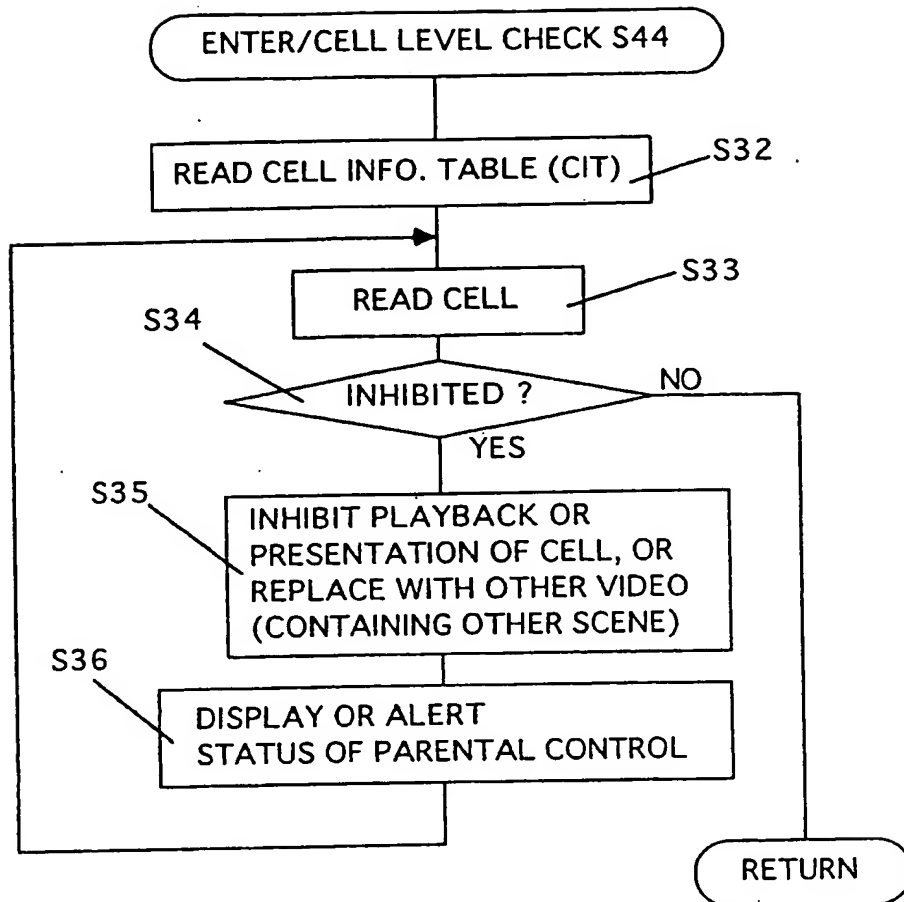 ENTER/CELL LEVEL CHECK S44
READ CELL INFO. TABLE (CIT)
S32
READ CELL
S33
S34
INHIBITED ?
NO
YES
S35
INHIBIT PLAYBACK OR
PRESENTATION OF CELL, OR
REPLACE WITH OTHER VIDEO
(CONTAINING OTHER SCENE)
S36
DISPLAY OR ALERT
STATUS OF PARENTAL CONTROL
RETURN